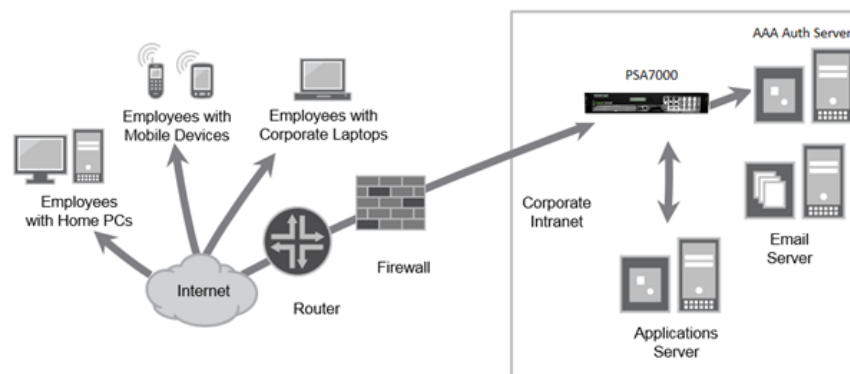 AAA Auth Server
PSA7000
Employees with
Mobile Devices
Employees with
Corporate Laptops
Employees
with Home PCs
Corporate
Intranet
Email
Server
Firewall
Internet
Router
Applications
Server